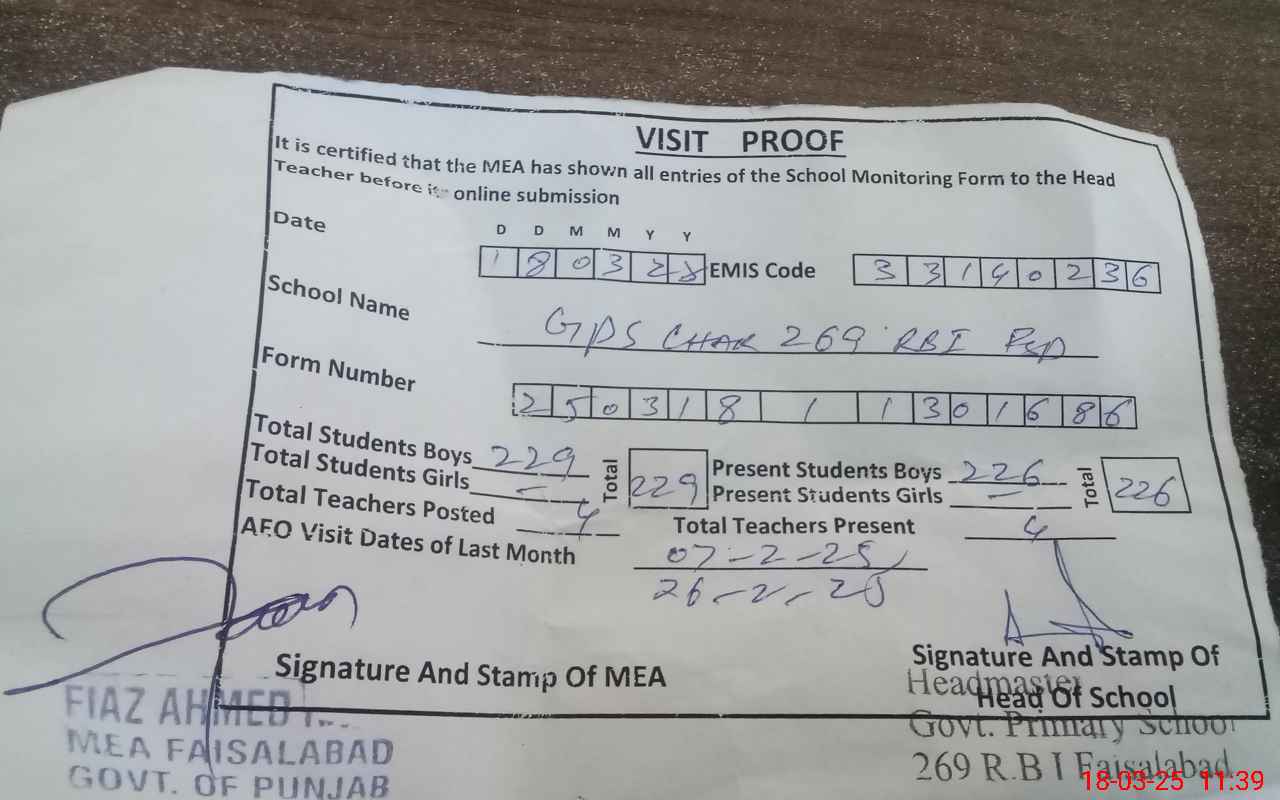 VISIT PROOF
It is certified that the MEA has shown all entries of the School Monitoring Form to the Head
Teacher before its online submission
Date D D M M Y Y
1 8 0 3 2 5 EMIS Code 3 3 1 4 0 2 3 6
School Name GPS CHAK 269 RBI FSD
Form Number 2 5 0 3 1 8 1 1 3 0 1 6 8 6
Total Students Boys 229 Total 229 Present Students Boys 226 Total 226
Total Students Girls - Present Students Girls -
Total Teachers Posted 4 Total Teachers Present 4
AEO Visit Dates of Last Month 07-2-25,
26-2-25
Signature And Stamp Of MEA
Signature And Stamp Of
Head Of School
FIAZ AHMED
MEA FAISALABAD
GOVT. OF PUNJAB
Headmaster
Govt. Primary School
269 R.B I Faisalabad
18-03-25 11.39